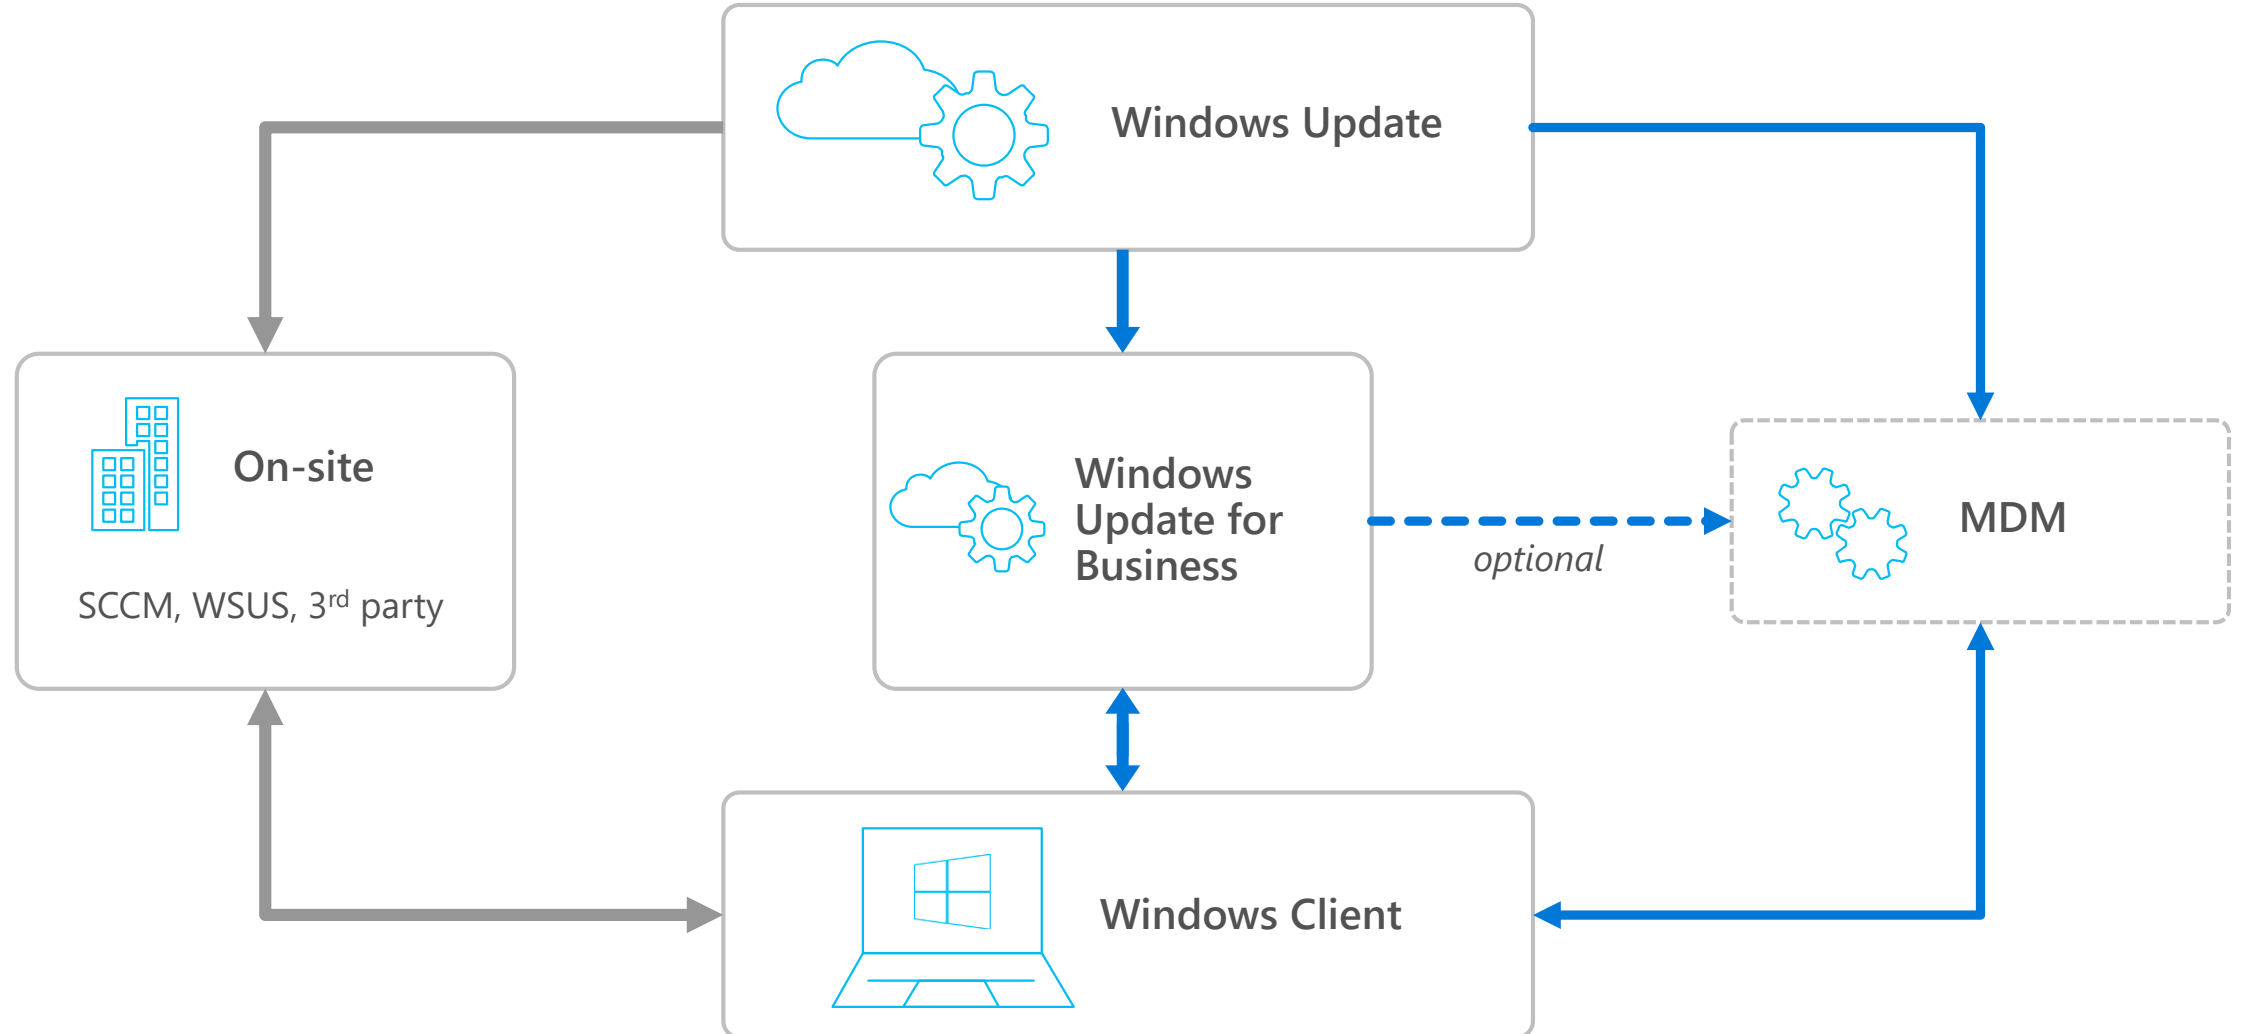 Windows Update
On-site
SCCM, WSUS, 3rd party
Windows
Update for
Business
optional
MDM
Windows Client